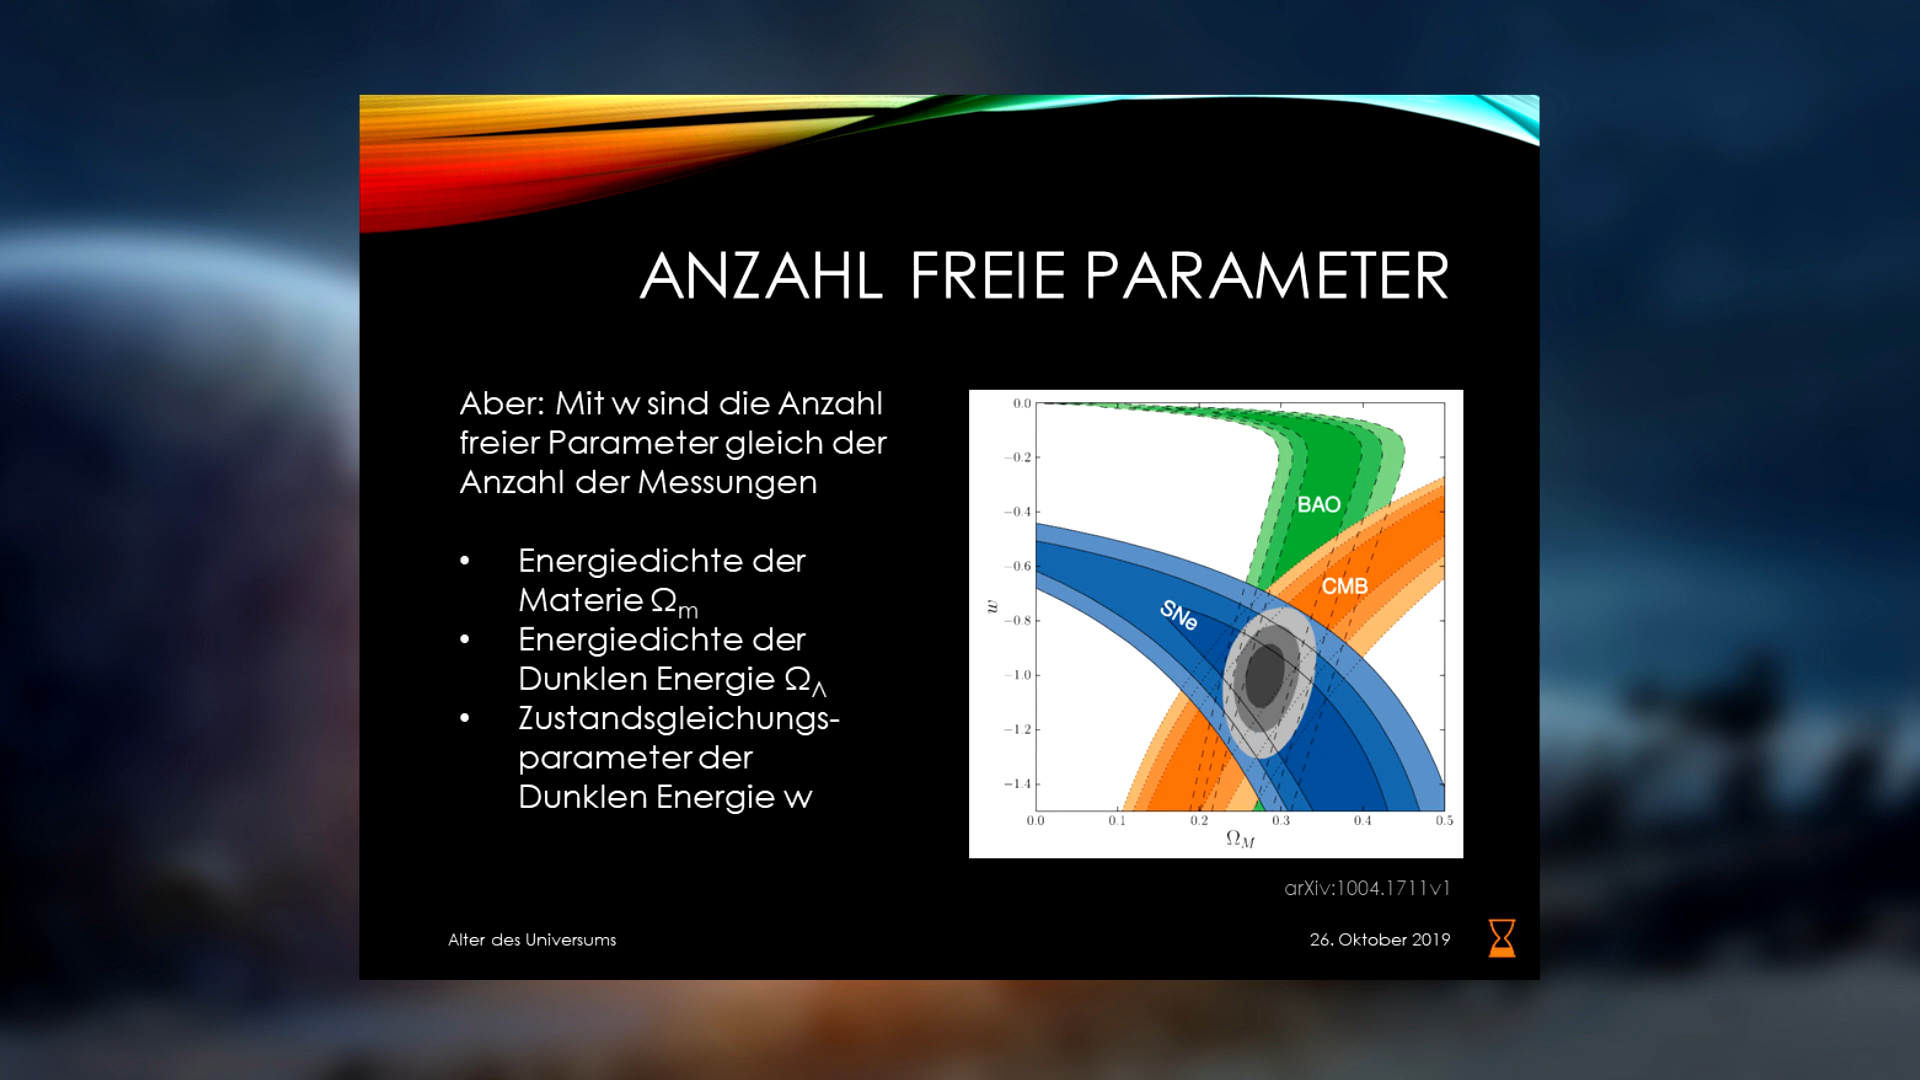 ANZAHL FREIE PARAMETER
Aber: Mit w sind die Anzahl
freier Parameter gleich der
Anzahl der Messungen
• Energiedichte der
Materie Ωm
• Energiedichte der
Dunklen Energie ΩΛ
• Zustandsgleichungs-
parameter der
Dunklen Energie w
0.0
−0.2
−0.4
−0.6
−0.8
−1.0
−1.2
−1.4
w
BAO
CMB
SNe
0.0 0.1 0.2 0.3 0.4 0.5
ΩM
arXiv:1004.1711v1
Alter des Universums
26. Oktober 2019